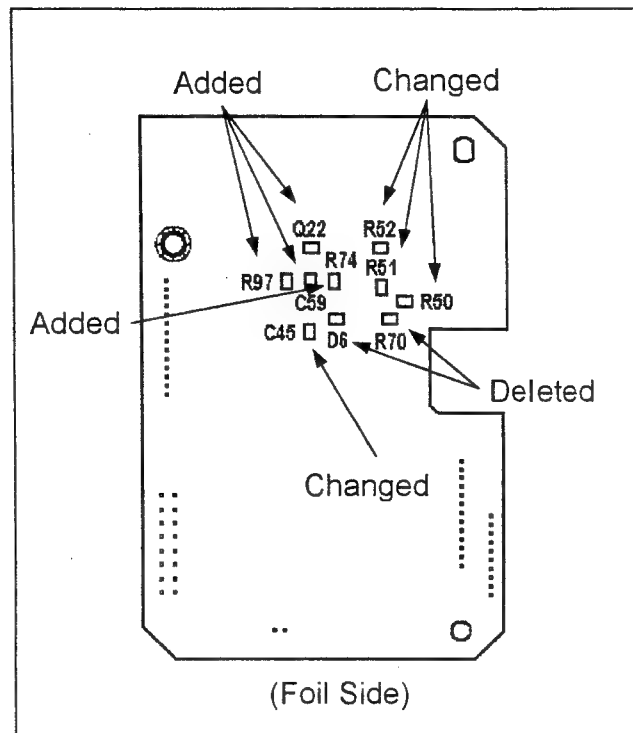 Added Changed
Q22 R52
R74 R51
R97 R50
C59
Added
C45 D6 R70
Deleted
Changed
(Foil Side)